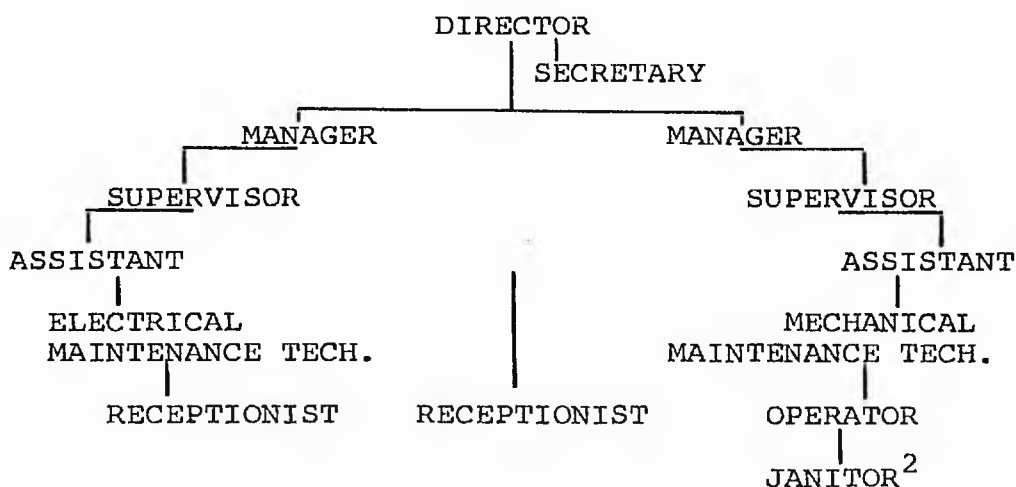 DIRECTOR
SECRETARY
MANAGER MANAGER
SUPERVISOR SUPERVISOR
ASSISTANT ASSISTANT
ELECTRICAL MECHANICAL
MAINTENANCE TECH. MAINTENANCE TECH.
RECEPTIONIST RECEPTIONIST OPERATOR
JANITOR²